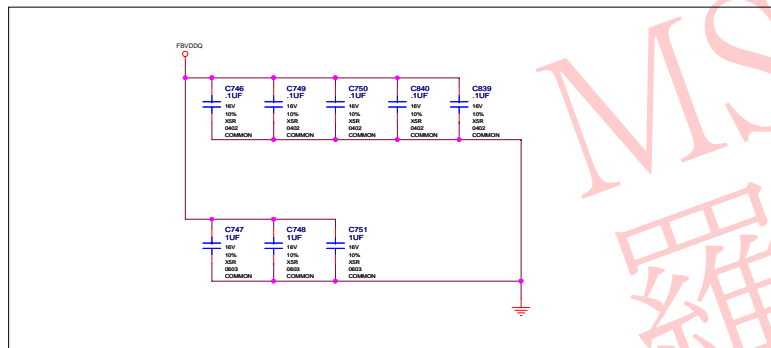 FBVDDQ
C746
.1UF
16V
10%
X5R
0402
COMMON
C749
.1UF
16V
10%
X5R
0402
COMMON
C750
.1UF
16V
10%
X5R
0402
COMMON
C840
.1UF
16V
10%
X5R
0402
COMMON
C839
.1UF
16V
10%
X5R
0402
COMMON
C747
1UF
16V
10%
X5R
0603
COMMON
C748
1UF
16V
10%
X5R
0603
COMMON
C751
1UF
16V
10%
X5R
0603
COMMON
MS
羅